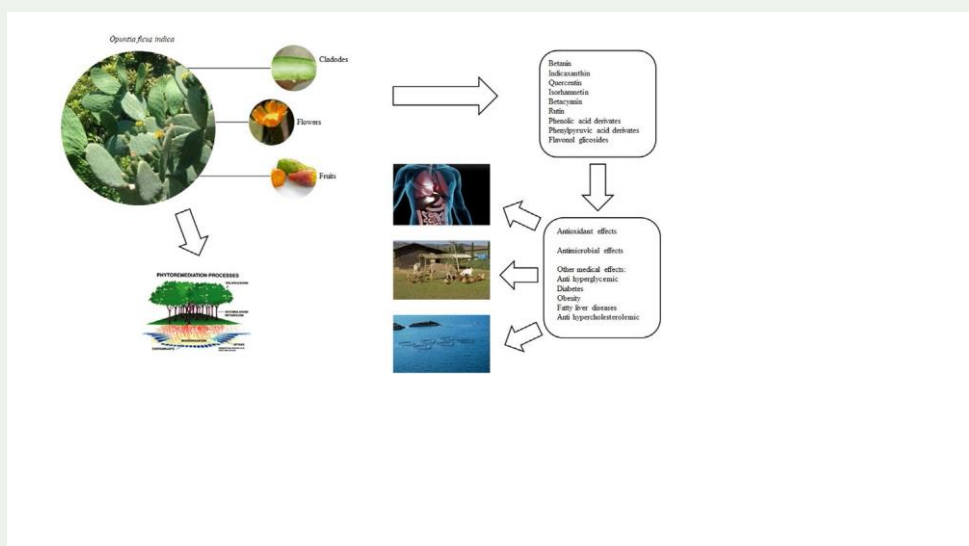 Opuntia ficus indica
Cladodes
Flowers
Fruits
Betanin
Indicaxanthin
Quercentin
Isorhamnetin
Betacyanin
Rutin
Phenolic acid derivates
Phenylpyruvic acid derivates
Flavonol glicosides
Antioxidant effects
Antimicrobial effects
Other medical effects:
Anti hyperglycemic
Diabetes
Obesity
Fatty liver diseases
Anti hypercholesterolemic
PHYTOREMEDIATION PROCESSES